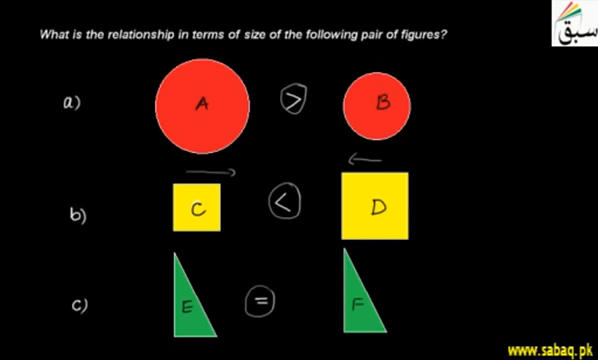 What is the relationship in terms of size of the following pair of figures?
سبق
a) A > B
b) C < D
c) E = F
www.sabaq.pk